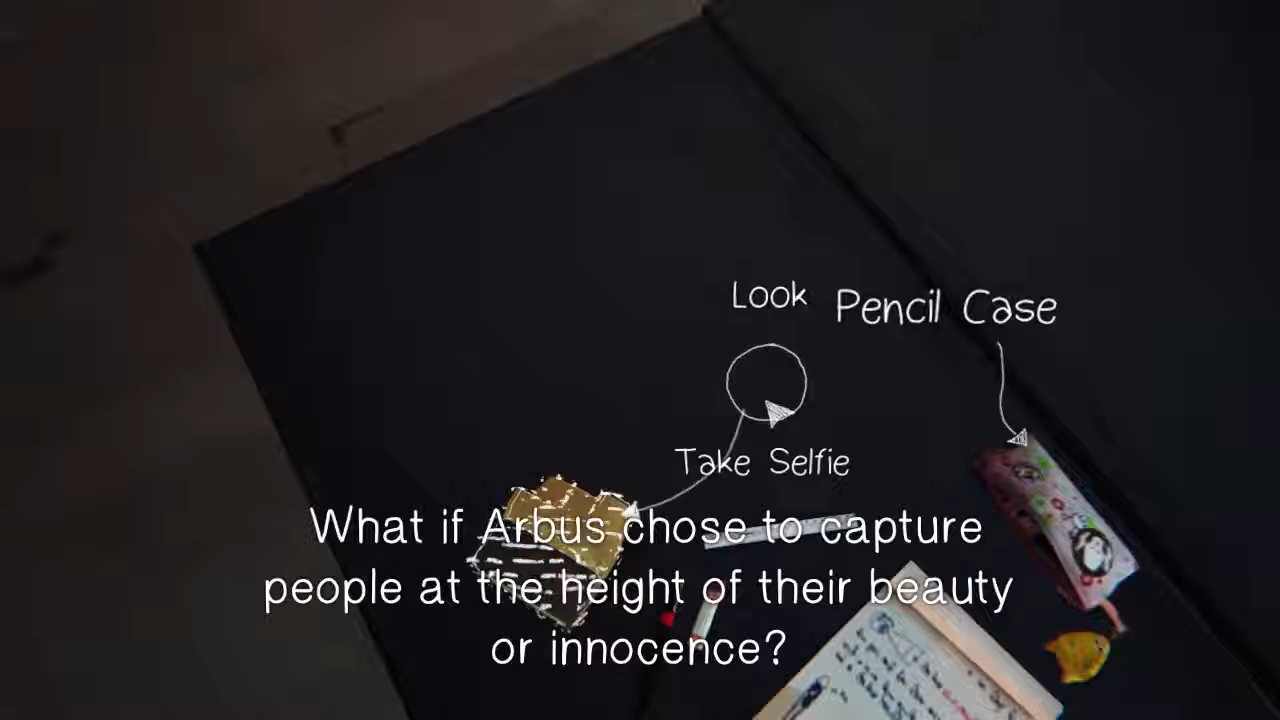 Look
Pencil Case
Take Selfie
What if Arbus chose to capture
people at the height of their beauty
or innocence?